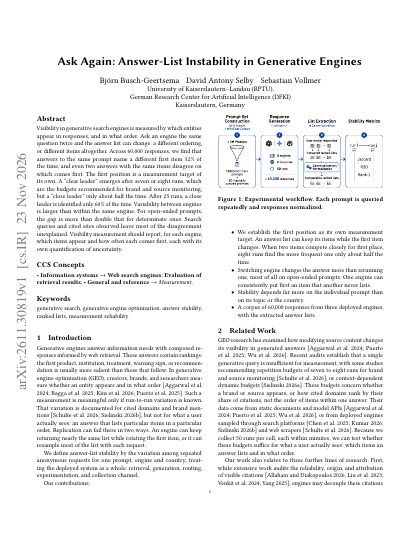 Ask Again: Answer-List Instability in Generative Engines
Björn Busch-Geertsema David Antony Selby Sebastian Vollmer
University of Kaiserslautern–Landau (RPTU),
German Research Center for Artificial Intelligence (DFKI)
Kaiserslautern, Germany
arXiv:2611.30819v1 [cs.IR] 23 Nov 2026
Abstract
Visibility in generative search engines is measured by which entities
appear in responses, and in what order. Ask an engine the same
question twice and the answer list can change: a different ordering, or
different items altogether. Across 60,000 responses, we find
that answers to the same prompt name a different first item 32% of
the time, and even two answers with the same items disagree on
which comes first. The first position is a measurement target of
its own. A "clear leader" emerges after seven or eight runs, which
are the budgets recommended for brand and source monitoring,
but a "close leader" only about half the time. After 25 runs, a close
leader is identified only 65% of the time. Variability between engines
is larger than within the same engine. For open-ended prompts,
the gap is more than double that for determinate ones. Search
queries and cited sites observed leave most of the disagreement
unexplained. Visibility measurement should report, for each engine,
which items appear and how often each comes first, each with its
own quantification of uncertainty.
CCS Concepts
• Information systems → Web search engines; Evaluation of
retrieval results; • General and reference → Measurement.
Keywords
generative search, generative engine optimization, answer stability,
ranked lists, measurement reliability
1 Introduction
Generative engines answer information needs with composed re-
sponses informed by web retrieval. These answers contain rankings:
the first product, institution, treatment, warning sign, or recommen-
dation is usually more salient than those that follow. In generative
engine optimization (GEO), creators, brands, and researchers mea-
sure whether an entity appears and in what order [Aggarwal et al.
2024; Bagga et al. 2025; Kim et al. 2026; Puerto et al. 2025]. Such a
measurement is meaningful only if run-to-run variation is known.
That variation is documented for cited domains and brand men-
tions [Schulte et al. 2026; Sielinski 2026b], but not for what a user
actually sees: an answer that lists particular items in a particular
order. Replication can fail there in two ways. An engine can keep
returning nearly the same list while rotating the first item, or it can
resample most of the list with each request.
We define answer-list stability by the variation among repeated
anonymous requests for one prompt, engine, and country, treat-
ing the deployed system as a whole: retrieval, generation, routing,
experimentation, and collection channel.
Our contributions:
Prompt Set
Construction
Response
Generation
List Extraction
Stability Metrics
Jaccard
RBO
Rank 1
Figure 1: Experimental workflow. Each prompt is queried
repeatedly and responses normalized.
• We establish the first position as its own measurement
target. An answer list can keep its items while the first item
changes. When two items compete closely for first place,
eight runs find the more frequent one only about half the
time.
• Switching engine changes the answer more than rerunning
one, most of all on open-ended prompts. One engine can
consistently put first an item that another never lists.
• Stability depends far more on the individual prompt than
on its topic or the country.
• A corpus of 60,000 responses from three deployed engines,
with the extracted answer lists.
2 Related Work
GEO research has examined how modifying source content changes
its visibility in generated answers [Aggarwal et al. 2024; Puerto
et al. 2025; Wu et al. 2026]. Recent audits establish that a single
generative query is insufficient for measurement, with some studies
recommending repetition budgets of seven to eight runs for brand
and source monitoring [Schulte et al. 2026], or context-dependent
dynamic budgets [Sielinski 2026a]. These budgets concern whether
a brand or source appears, or how cited domains rank by their
share of citations, not the order of items within one answer. Their
data come from static documents and model APIs [Aggarwal et al.
2024; Puerto et al. 2025, Wu et al. 2026] or from deployed engines
sampled through search platforms [Chen et al. 2025; Kumar 2026;
Sielinski 2026b] and web scrapers [Schulte et al. 2026]. Because we
collect 50 runs per cell, each within minutes, we can test whether
these budgets suffice for what a user actually sees: which items an
answer lists and in what order.
Our work also relates to three further lines of research. First,
while extensive work audits the reliability, origin, and attribution
of visible citations [Allaham and Diakopoulos 2026; Liu et al. 2023;
Venkit et al. 2024; Yang 2025], engines may decouple these citations
1